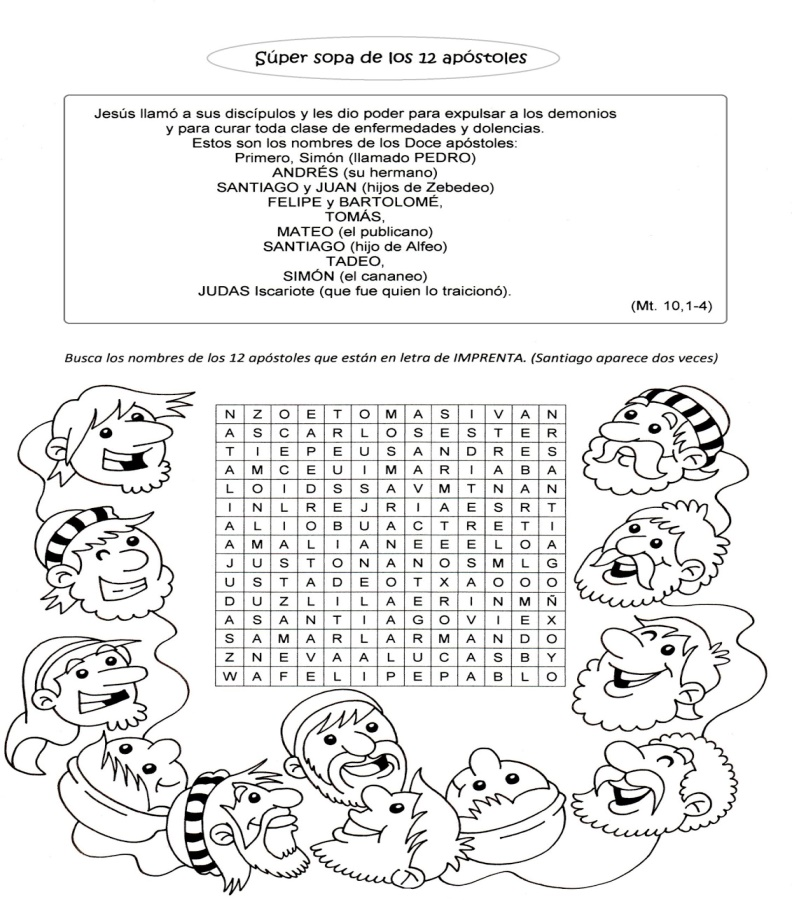 Súper sopa de los 12 apóstoles
Jesús llamó a sus discípulos y les dio poder para expulsar a los demonios
y para curar toda clase de enfermedades y dolencias.
Estos son los nombres de los Doce apóstoles:
Primero, Simón (llamado PEDRO)
ANDRÉS (su hermano)
SANTIAGO y JUAN (hijos de Zebedeo)
FELIPE y BARTOLOMÉ,
TOMÁS,
MATEO (el publicano)
SANTIAGO (hijo de Alfeo)
TADEO,
SIMÓN (el cananeo)
JUDAS Iscariote (que fue quien lo traicionó).
(Mt. 10,1-4)
Busca los nombres de los 12 apóstoles que están en letra de IMPRENTA. (Santiago aparece dos veces)
N Z O E T O M A S I V A N
A S C A R L O S E S T E R
T I E P E U S A N D R E S
A M C E U I M A R I A B A
L O I D S S A V M T N A N
I N L R E J R I A E S R T
A L I O B U A C T R E T I
A M A L I A N E E E L O A
J U S T O N A N O S M L G
U S T A D E O T X A O O O
D U Z L I L A E R I N M Ñ
A S A N T I A G O V I E X
S A M A R L A R M A N D O
Z N E V A A L U C A S B Y
W A F E L I P E P A B L O